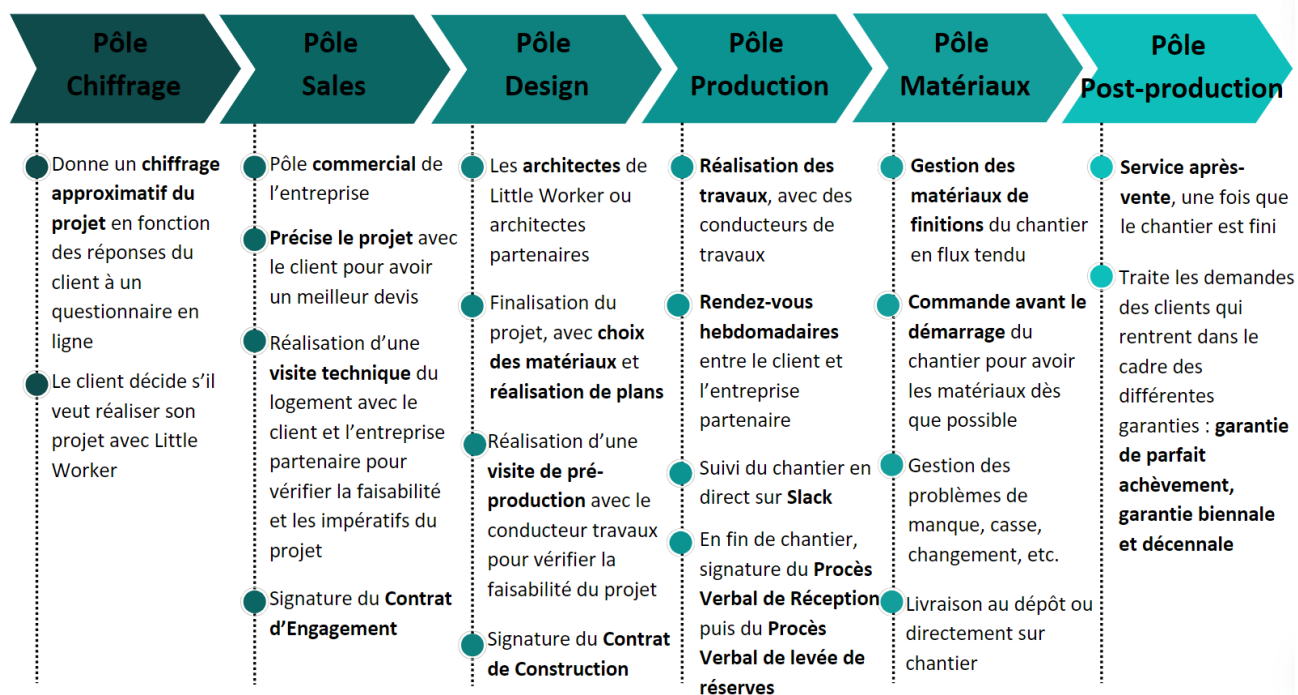 Pôle
Chiffrage
Pôle
Sales
Pôle
Design
Pôle
Production
Pôle
Matériaux
Pôle
Post-production
Donne un chiffrage
approximatif du
projet en fonction
des réponses du
client à un
questionnaire en
ligne
Le client décide s’il
veut réaliser son
projet avec Little
Worker
Pôle commercial de
l’entreprise
Précise le projet avec
le client pour avoir
un meilleur devis
Réalisation d’une
visite technique du
logement avec le
client et l’entreprise
partenaire pour
vérifier la faisabilité
et les impératifs du
projet
Signature du Contrat
d’Engagement
Les architectes de
Little Worker ou
architectes
partenaires
Finalisation du
projet, avec choix
des matériaux et
réalisation de plans
Réalisation d’une
visite de pré-
production avec le
conducteur travaux
pour vérifier la
faisabilité du projet
Signature du Contrat
de Construction
Réalisation des
travaux, avec des
conducteurs de
travaux
Rendez-vous
hebdomadaires
entre le client et
l’entreprise
partenaire
Suivi du chantier en
direct sur Slack
En fin de chantier,
signature du Procès
Verbal de Réception
puis du Procès
Verbal de levée de
réserves
Gestion des
matériaux de
finitions du chantier
en flux tendu
Commande avant le
démarrage du
chantier pour avoir
les matériaux dès
que possible
Gestion des
problèmes de
manque, casse,
changement, etc.
Livraison au dépôt ou
directement sur
chantier
Service après-
vente, une fois que
le chantier est fini
Traite les demandes
des clients qui
rentrent dans le
cadre des
différentes
garanties : garantie
de parfait
achèvement,
garantie biennale
et décennale